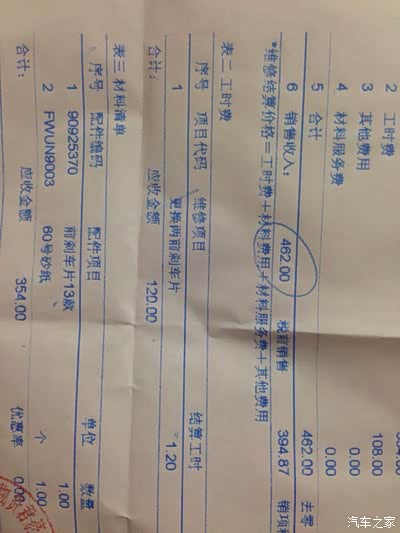 2 工时费 108.00
3 其他费用 0.00
4 材料服务费 0.00
5 合计 462.00 去零
6 销售收入: 462.00 税前销售 394.87 销项
*维修结算价格=工时费+材料费用+材料服务费+其他费用
表二 工时费
序号 项目代码 维修项目 结算工时
1 更换两前刹车片 1.20
合计: 应收金额 120.00
表三 材料清单
序号 配件编码 配件项目 单位 数量
1 90925370 前刹车片13款 1.00
2 FWUN9003 60号砂纸 个 1.00
合计: 应收金额 354.00 优惠率 0.00
汽车之家